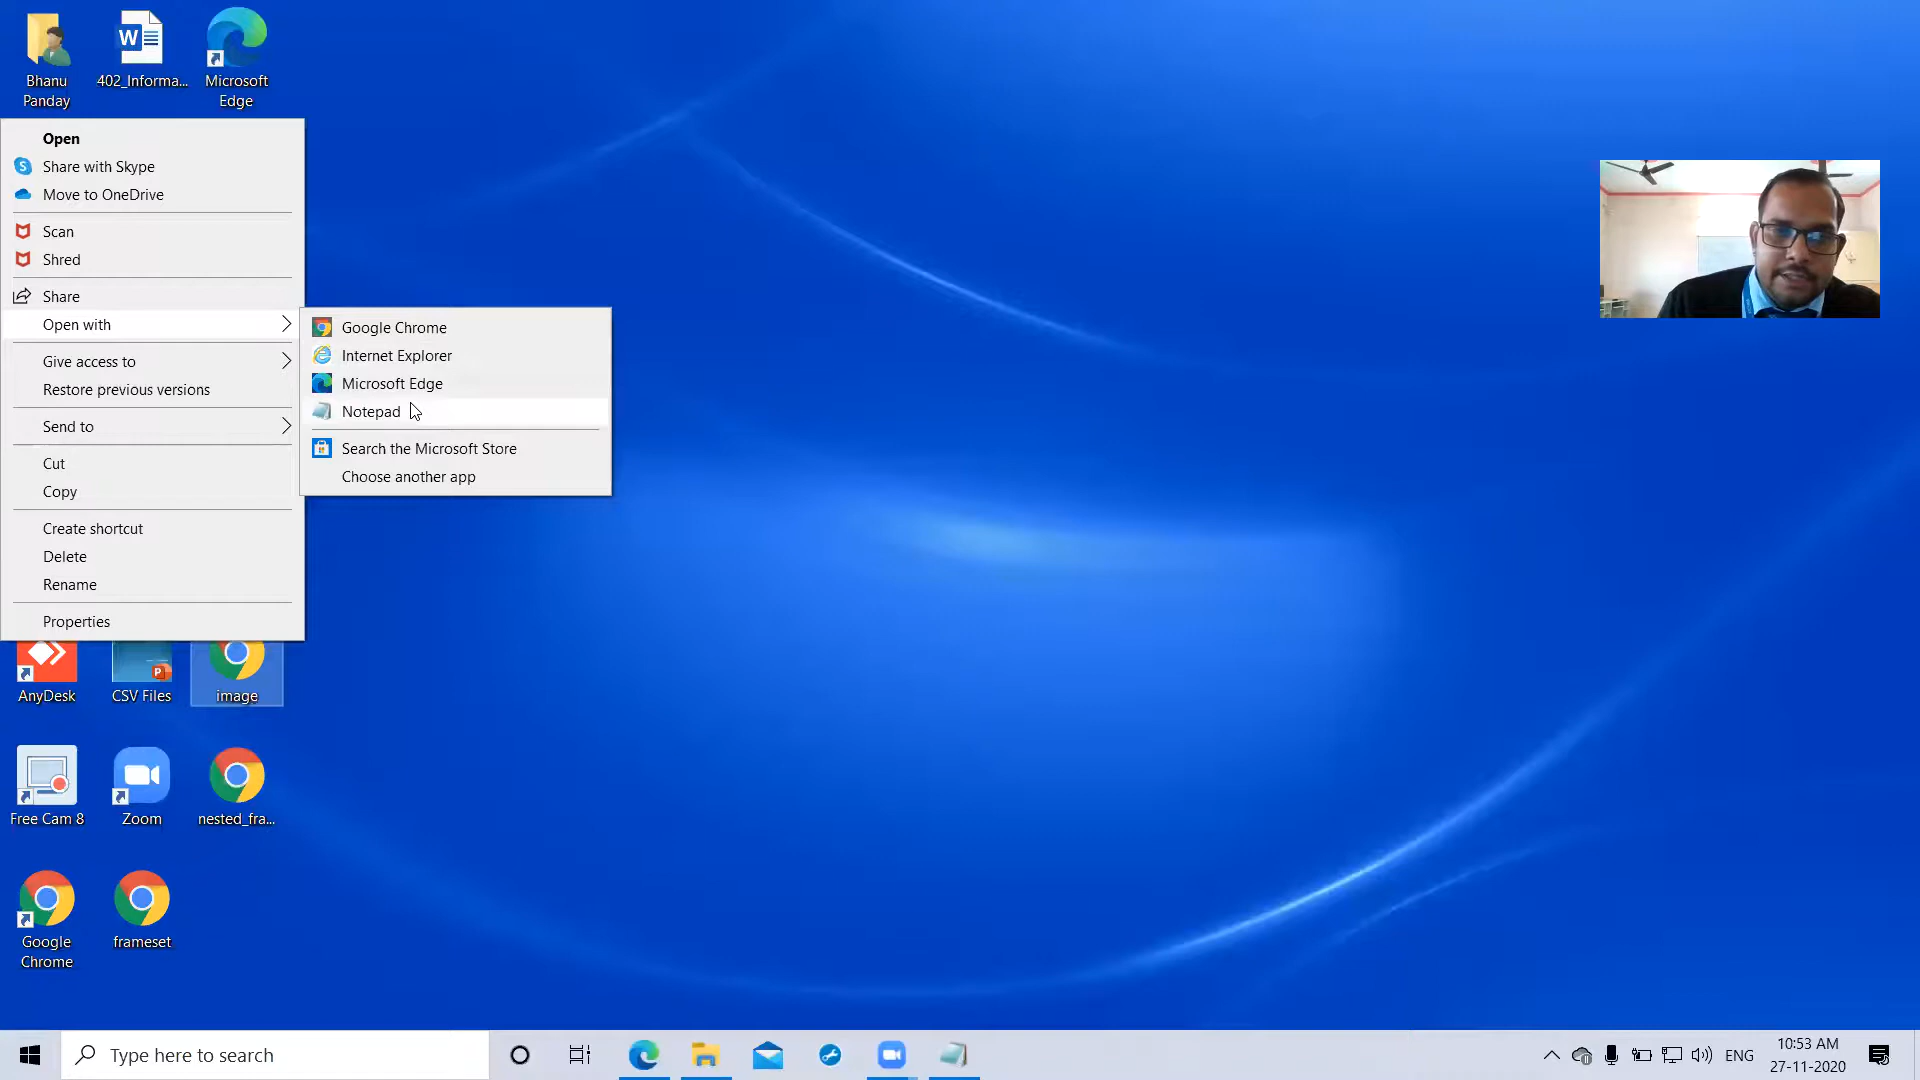 Bhanu
Panday
402_Informa...
Microsoft
Edge
Open
Share with Skype
Move to OneDrive
Scan
Shred
Share
Open with
Give access to
Restore previous versions
Send to
Cut
Copy
Create shortcut
Delete
Rename
Properties
Google Chrome
Internet Explorer
Microsoft Edge
Notepad
Search the Microsoft Store
Choose another app
AnyDesk
CSV Files
image
Free Cam 8
Zoom
nested_fra...
Google
Chrome
frameset
Type here to search
ENG
10:53 AM
27-11-2020